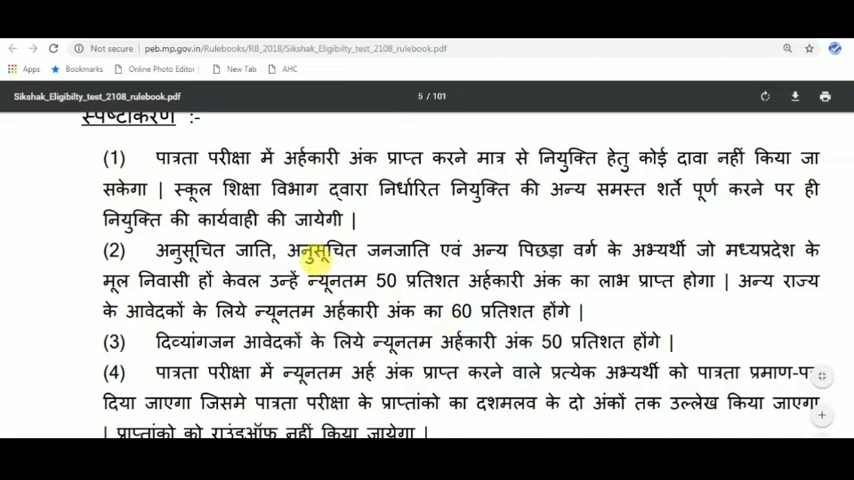 Not secure | peb.mp.gov.in/Rulebooks/RB_2018/Sikshak_Eligibilty_test_2108_rulebook.pdf
Apps Bookmarks Online Photo Editor New Tab AHC
Sikshak_Eligibilty_test_2108_rulebook.pdf 5 / 101
स्पष्टीकरण :-
(1) पात्रता परीक्षा में अर्हकारी अंक प्राप्त करने मात्र से नियुक्ति हेतु कोई दावा नहीं किया जा
सकेगा | स्कूल शिक्षा विभाग द्वारा निर्धारित नियुक्ति की अन्य समस्त शर्ते पूर्ण करने पर ही
नियुक्ति की कार्यवाही की जायेगी |
(2) अनुसूचित जाति, अनुसूचित जनजाति एवं अन्य पिछड़ा वर्ग के अभ्यर्थी जो मध्यप्रदेश के
मूल निवासी हों केवल उन्हें न्यूनतम 50 प्रतिशत अर्हकारी अंक का लाभ प्राप्त होगा | अन्य राज्य
के आवेदकों के लिये न्यूनतम अर्हकारी अंक का 60 प्रतिशत होंगे |
(3) दिव्यांगजन आवेदकों के लिये न्यूनतम अर्हकारी अंक 50 प्रतिशत होंगे |
(4) पात्रता परीक्षा में न्यूनतम अर्ह अंक प्राप्त करने वाले प्रत्येक अभ्यर्थी को पात्रता प्रमाण-प
दिया जाएगा जिसमे पात्रता परीक्षा के प्राप्तांको का दशमलव के दो अंकों तक उल्लेख किया जाएगा
| प्राप्तांको को राउंडऑफ नहीं किया जायेगा |